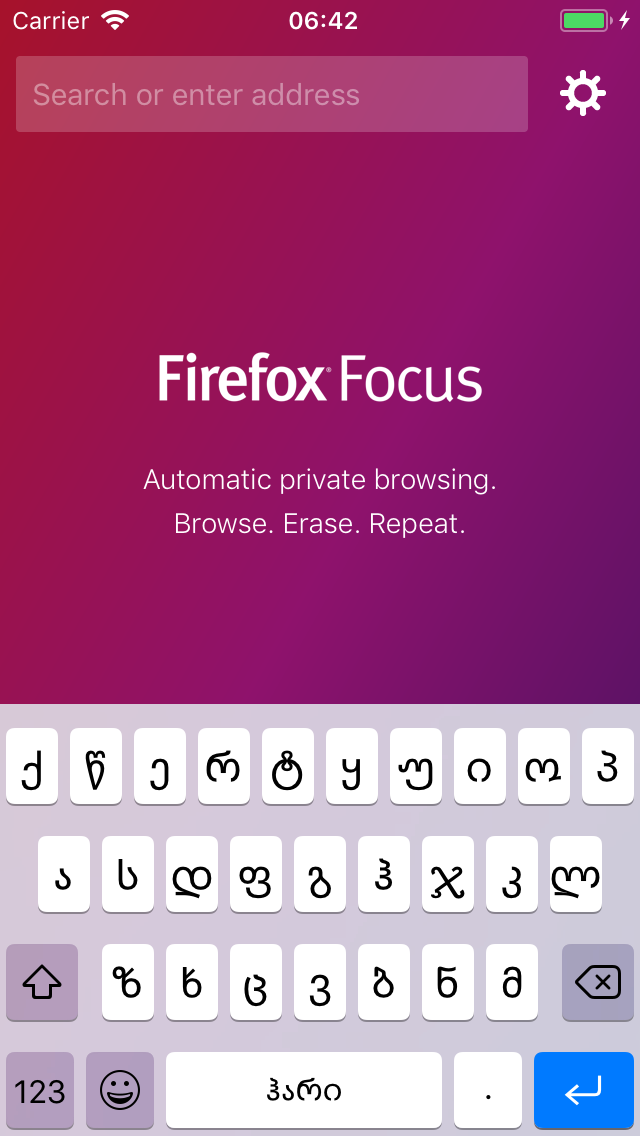 Carrier 06:42
Search or enter address
Firefox® Focus
Automatic private browsing.
Browse. Erase. Repeat.
ქ წ ე რ ტ ყ უ ი ო პ
ა ს დ ფ გ ჰ ჯ კ ლ
ზ ხ ც ვ ბ ნ მ
123 ჰარი .